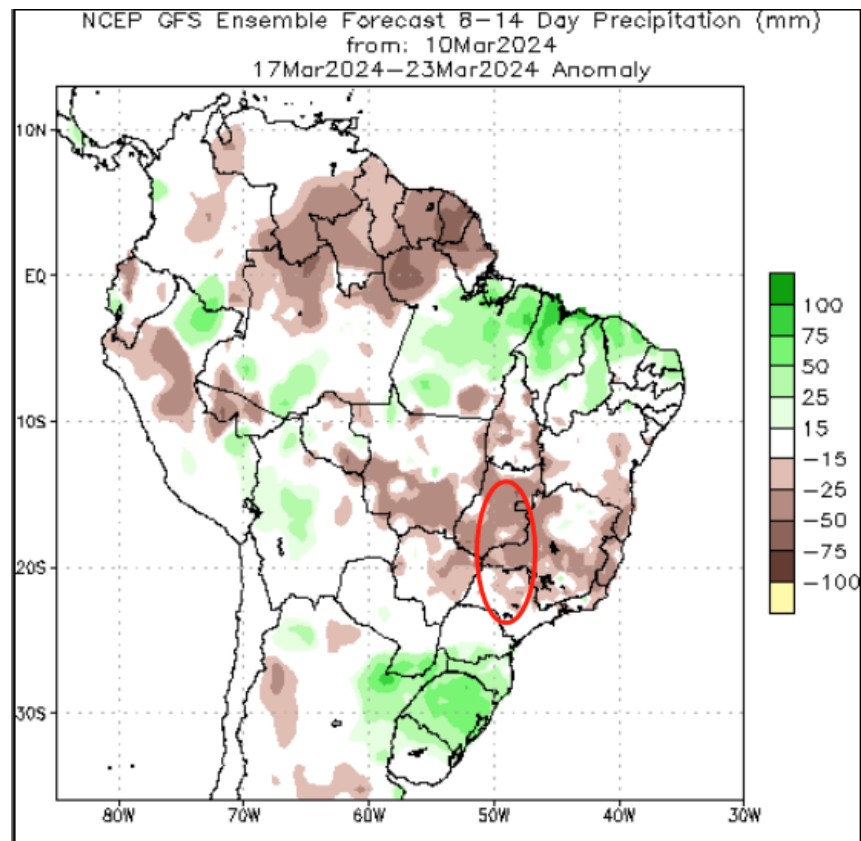 NCEP GFS Ensemble Forecast 8-14 Day Precipitation (mm)
from: 10Mar2024
17Mar2024-23Mar2024 Anomaly
10N
EQ
10S
20S
30S
80W 70W 60W 50W 40W 30W
100
75
50
25
15
-15
-25
-50
-75
-100